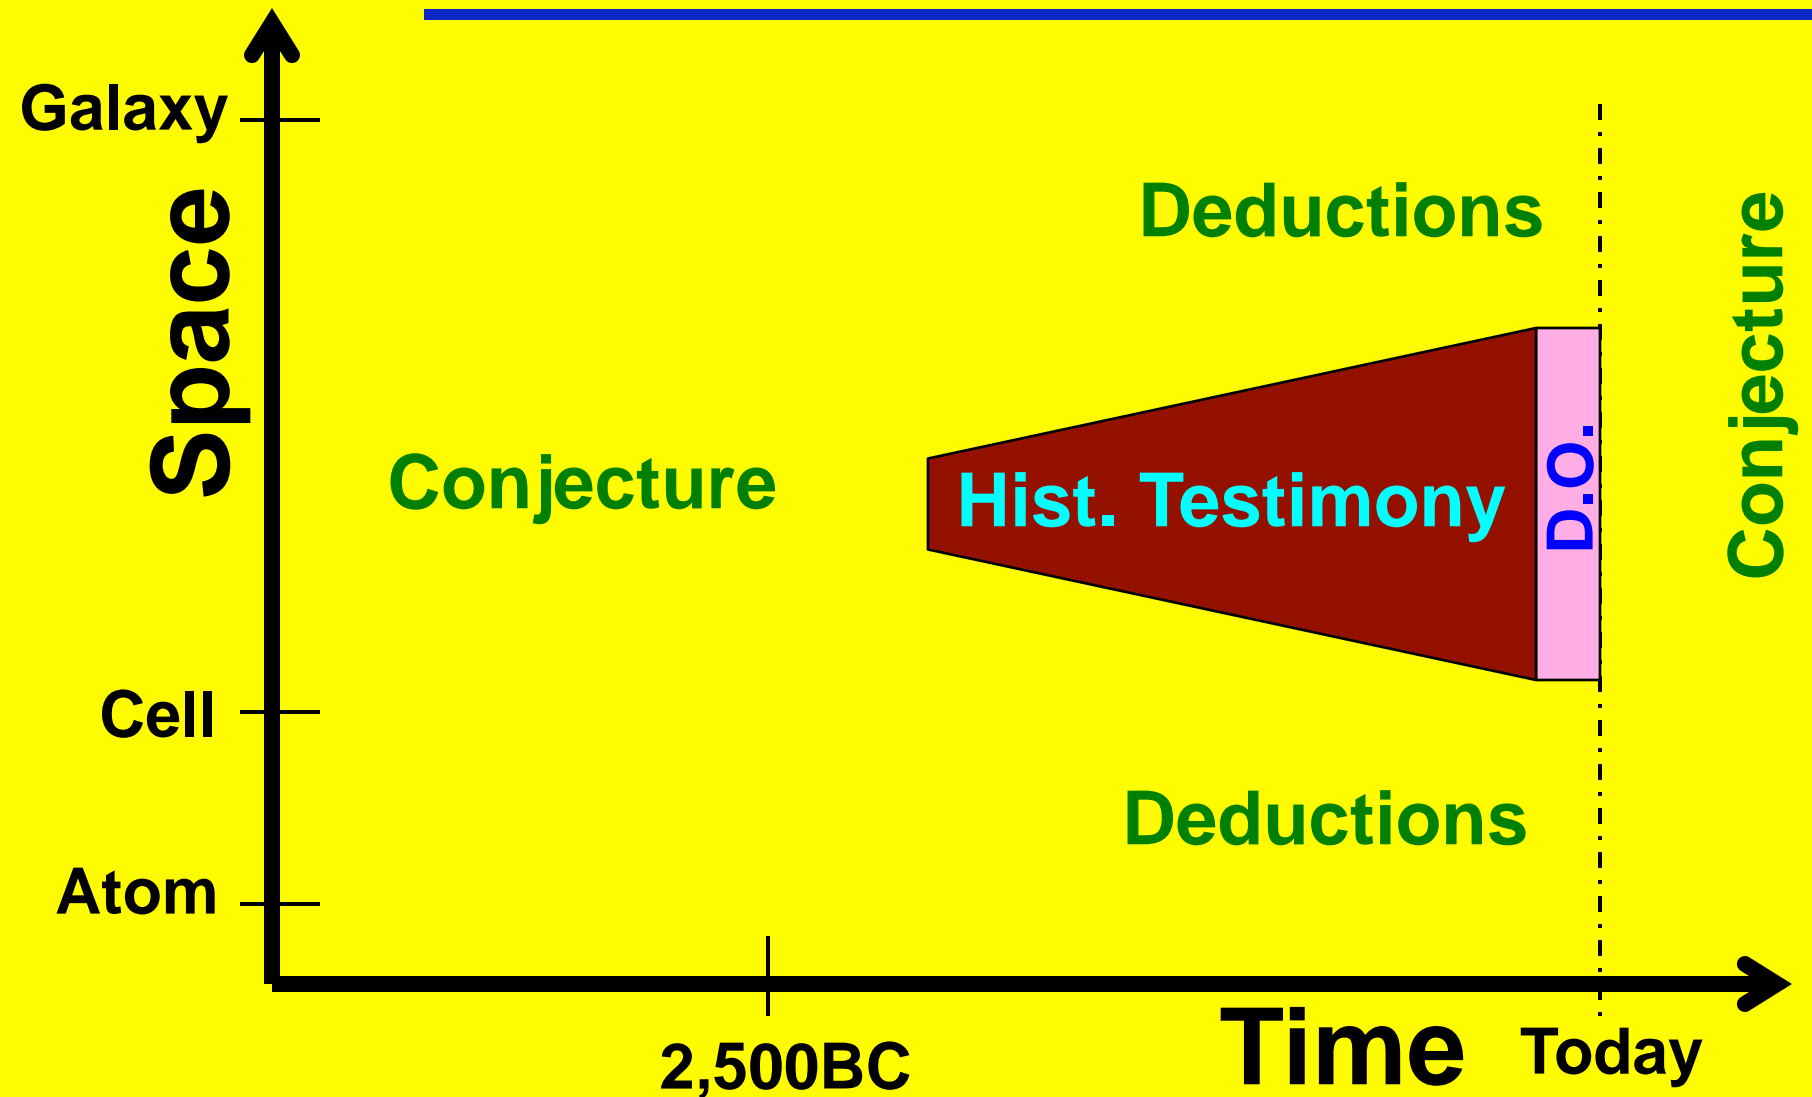 Galaxy
Space
Deductions
Conjecture
Conjecture
Hist. Testimony
D.O.
Cell
Deductions
Atom
Time
Today
2,500BC